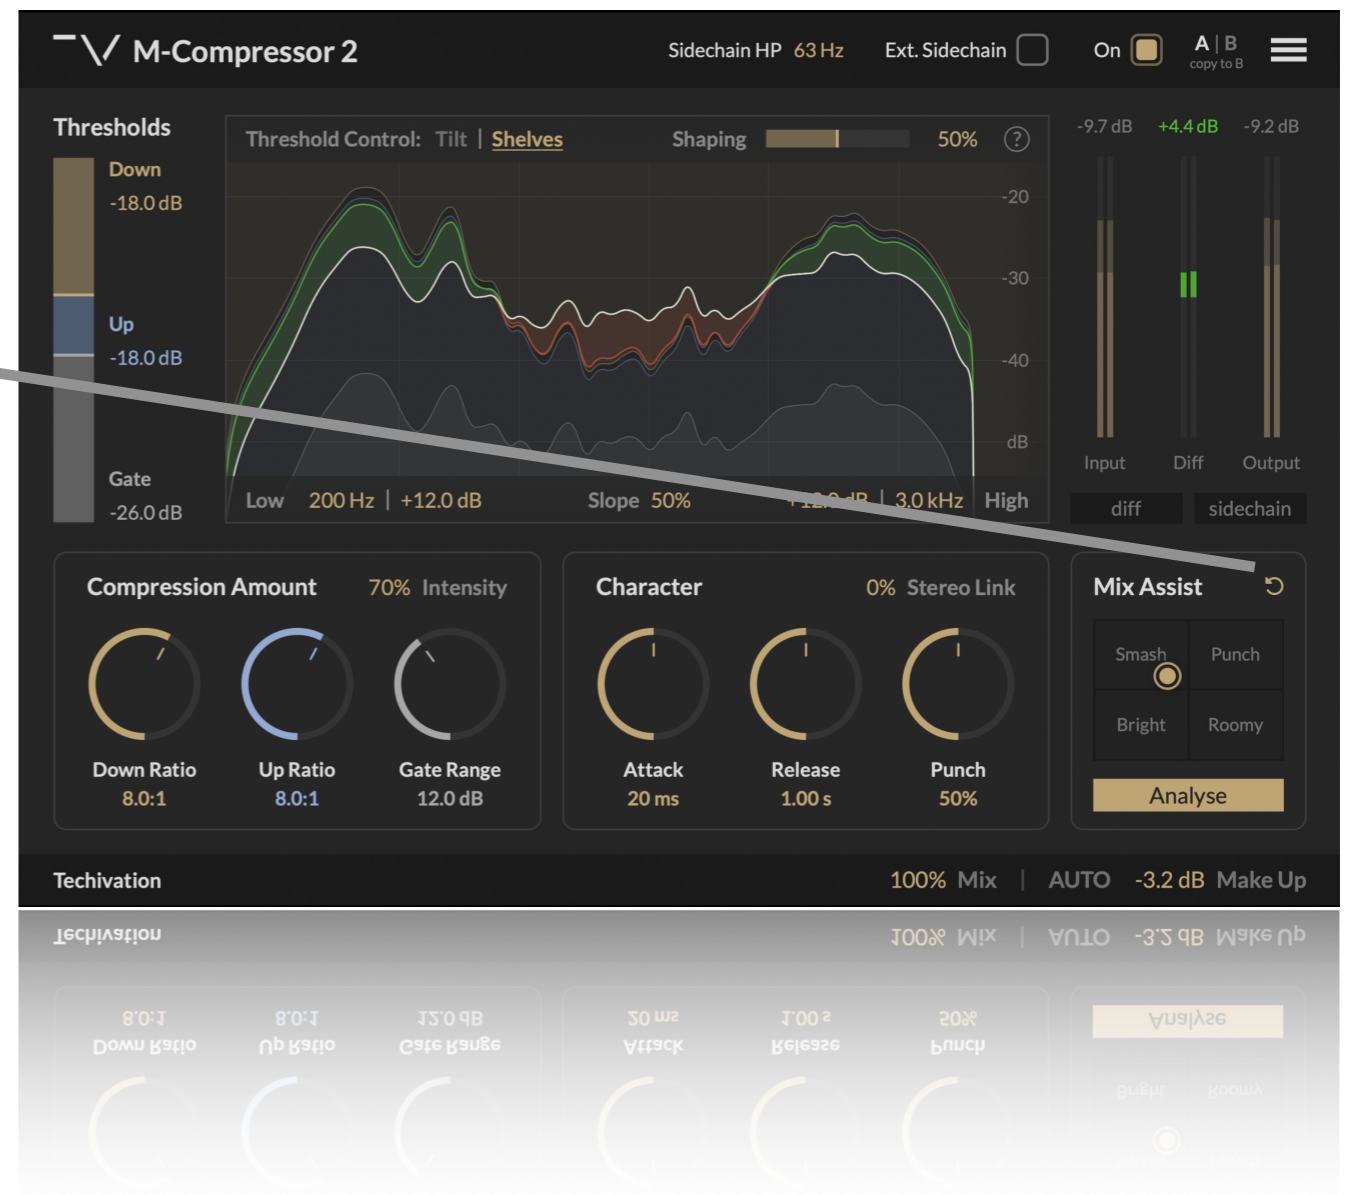 M-Compressor 2
Sidechain HP 63 Hz Ext. Sidechain On A | B
copy to B
Thresholds
Down
-18.0 dB
Up
-18.0 dB
Gate
-26.0 dB
Threshold Control: Tilt | Shelves Shaping 50% ?
-20
-30
-40
dB
Low 200 Hz | +12.0 dB Slope 50% +12.0 dB | 3.0 kHz High
-9.7 dB +4.4 dB -9.2 dB
Input Diff Output
diff sidechain
Compression Amount 70% Intensity
Down Ratio Up Ratio Gate Range
8.0:1 8.0:1 12.0 dB
Character 0% Stereo Link
Attack Release Punch
20 ms 1.00 s 50%
Mix Assist
Smash Punch
Bright Roomy
Analyse
Techivation 100% Mix | AUTO -3.2 dB Make Up